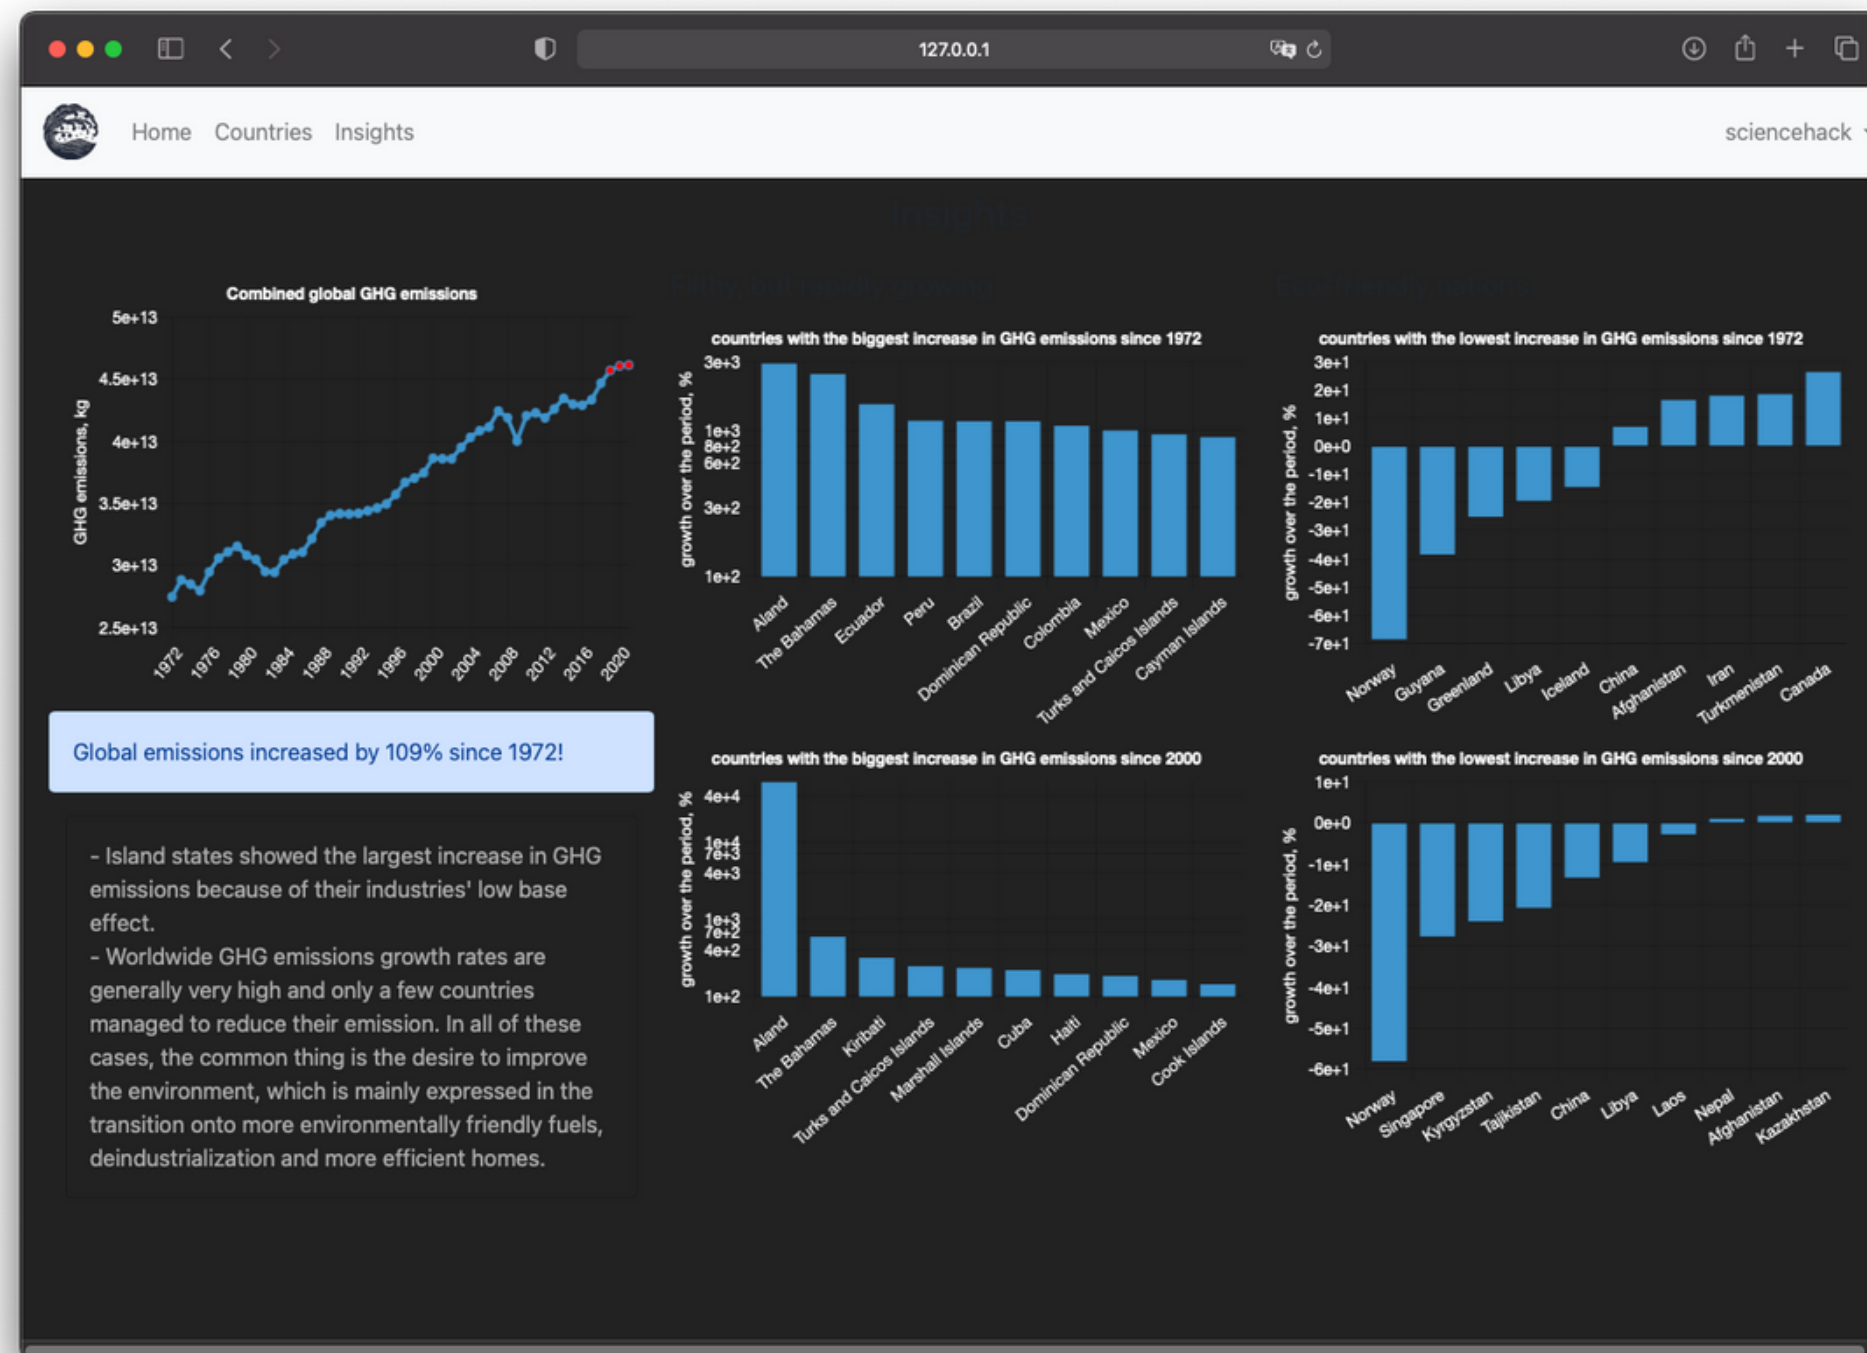 127.0.0.1
Home Countries Insights
sciencehack
Insights
Combined global GHG emissions
GHG emissions, kg
5e+13
4.5e+13
4e+13
3.5e+13
3e+13
2.5e+13
1972 1976 1980 1984 1988 1992 1996 2000 2004 2008 2012 2016 2020
Global emissions increased by 109% since 1972!
- Island states showed the largest increase in GHG
emissions because of their industries' low base
effect.
- Worldwide GHG emissions growth rates are
generally very high and only a few countries
managed to reduce their emission. In all of these
cases, the common thing is the desire to improve
the environment, which is mainly expressed in the
transition onto more environmentally friendly fuels,
deindustrialization and more efficient homes.
countries with the biggest increase in GHG emissions since 1972
growth over the period, %
3e+3
1e+3
8e+2
6e+2
3e+2
1e+2
Aland The Bahamas Ecuador Peru Brazil Dominican Republic Colombia Mexico Turks and Caicos Islands Cayman Islands
countries with the biggest increase in GHG emissions since 2000
growth over the period, %
4e+4
1e+4
7e+3
4e+3
1e+3
7e+2
4e+2
1e+2
Aland The Bahamas Kiribati Turks and Caicos Islands Marshall Islands Cuba Haiti Dominican Republic Mexico Cook Islands
countries with the lowest increase in GHG emissions since 1972
growth over the period, %
3e+1
2e+1
1e+1
0e+0
-1e+1
-2e+1
-3e+1
-4e+1
-5e+1
-6e+1
-7e+1
Norway Guyana Greenland Libya Iceland China Afghanistan Iran Turkmenistan Canada
countries with the lowest increase in GHG emissions since 2000
growth over the period, %
1e+1
0e+0
-1e+1
-2e+1
-3e+1
-4e+1
-5e+1
-6e+1
Norway Singapore Kyrgyzstan Tajikistan China Libya Laos Nepal Afghanistan Kazakhstan